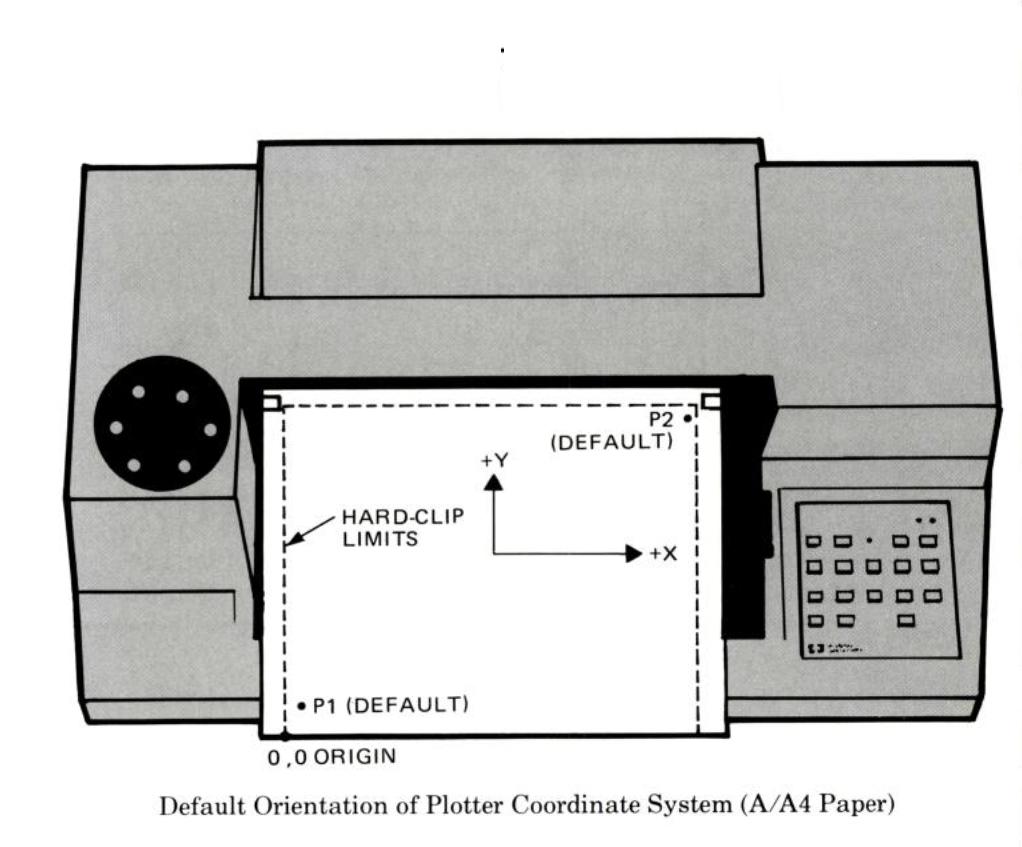 P2
(DEFAULT)
+Y
HARD-CLIP
LIMITS
+X
P1 (DEFAULT)
0,0 ORIGIN
Default Orientation of Plotter Coordinate System (A/A4 Paper)